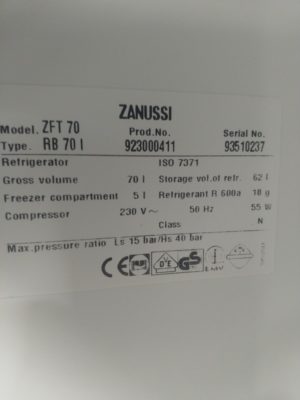 ZANUSSI
Model. ZFT 70 Prod.No. Serial No.
Type. RB 70 I 923000411 93510237
Refrigerator ISO 7371
Gross volume 70 l Storage vol.of refr. 62 l
Freezer compartment 5 l Refrigerant R 600a 18 g
Compressor 230 V~ 50 Hz 55 W
Class N
Max.pressure ratio Ls 15 bar/Hs 40 bar
CE GS